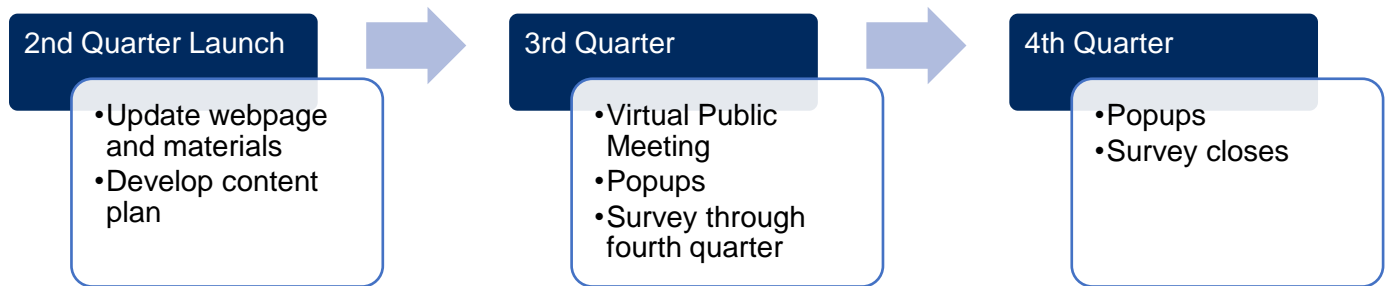 2nd Quarter Launch
•Update webpage
and materials
•Develop content
plan
3rd Quarter
•Virtual Public
Meeting
•Popups
•Survey through
fourth quarter
4th Quarter
•Popups
•Survey closes